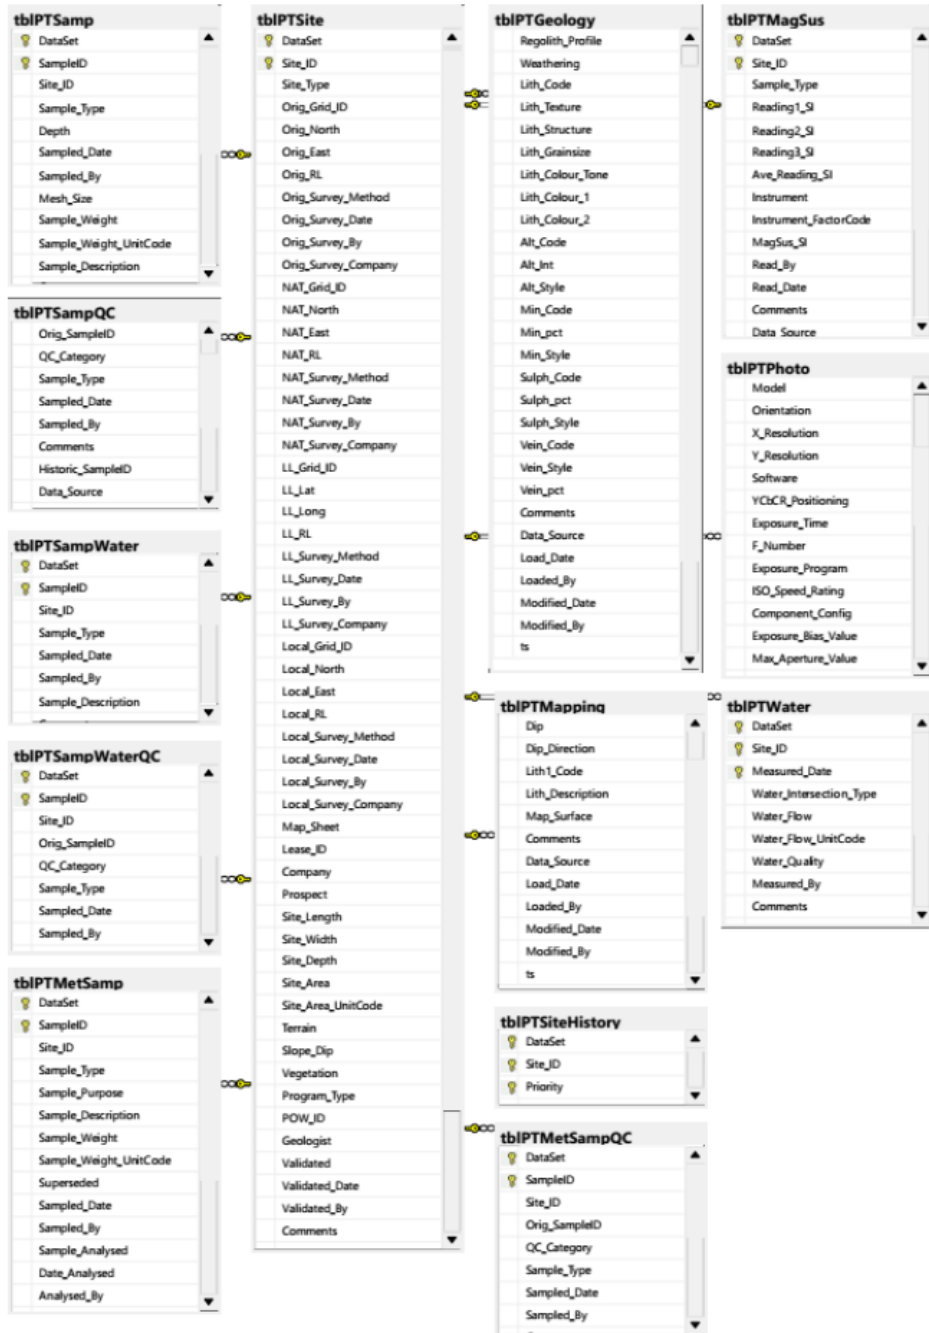 tblPTSamp
DataSet
SampleID
Site_ID
Sample_Type
Depth
Sampled_Date
Sampled_By
Mesh_Size
Sample_Weight
Sample_Weight_UnitCode
Sample_Description
tblPTSampQC
Orig_SampleID
QC_Category
Sample_Type
Sampled_Date
Sampled_By
Comments
Historic_SampleID
Data_Source
tblPTSampWater
DataSet
SampleID
Site_ID
Sample_Type
Sampled_Date
Sampled_By
Sample_Description
tblPTSampWaterQC
DataSet
SampleID
Site_ID
Orig_SampleID
QC_Category
Sample_Type
Sampled_Date
Sampled_By
tblPTMetSamp
DataSet
SampleID
Site_ID
Sample_Type
Sample_Purpose
Sample_Description
Sample_Weight
Sample_Weight_UnitCode
Superseded
Sampled_Date
Sampled_By
Sample_Analysed
Date_Analysed
Analysed_By
tblPTSite
DataSet
Site_ID
Site_Type
Orig_Grid_ID
Orig_North
Orig_East
Orig_RL
Orig_Survey_Method
Orig_Survey_Date
Orig_Survey_By
Orig_Survey_Company
NAT_Grid_ID
NAT_North
NAT_East
NAT_RL
NAT_Survey_Method
NAT_Survey_Date
NAT_Survey_By
NAT_Survey_Company
LL_Grid_ID
LL_Lat
LL_Long
LL_RL
LL_Survey_Method
LL_Survey_Date
LL_Survey_By
LL_Survey_Company
Local_Grid_ID
Local_North
Local_East
Local_RL
Local_Survey_Method
Local_Survey_Date
Local_Survey_By
Local_Survey_Company
Map_Sheet
Lease_ID
Company
Prospect
Site_Length
Site_Width
Site_Depth
Site_Area
Site_Area_UnitCode
Terrain
Slope_Dip
Vegetation
Program_Type
POW_ID
Geologist
Validated
Validated_Date
Validated_By
Comments
tblPTGeology
Regolith_Profile
Weathering
Lith_Code
Lith_Texture
Lith_Structure
Lith_Grainsize
Lith_Colour_Tone
Lith_Colour_1
Lith_Colour_2
Alt_Code
Alt_Int
Alt_Style
Min_Code
Min_pct
Min_Style
Sulph_Code
Sulph_pct
Sulph_Style
Vein_Code
Vein_Style
Vein_pct
Comments
Data_Source
Load_Date
Loaded_By
Modified_Date
Modified_By
ts
tblPTMapping
Dip
Dip_Direction
Lith1_Code
Lith_Description
Map_Surface
Comments
Data_Source
Load_Date
Loaded_By
Modified_Date
Modified_By
ts
tblPTSiteHistory
DataSet
Site_ID
Priority
tblPTMetSampQC
DataSet
SampleID
Site_ID
Orig_SampleID
QC_Category
Sample_Type
Sampled_Date
Sampled_By
tblPTMagSus
DataSet
Site_ID
Sample_Type
Reading1_SI
Reading2_SI
Reading3_SI
Ave_Reading_SI
Instrument
Instrument_FactorCode
MagSus_SI
Read_By
Read_Date
Comments
Data_Source
tblPTPhoto
Model
Orientation
X_Resolution
Y_Resolution
Software
YCbCR_Positioning
Exposure_Time
F_Number
Exposure_Program
ISO_Speed_Rating
Component_Config
Exposure_Bias_Value
Max_Aperture_Value
tblPTWater
DataSet
Site_ID
Measured_Date
Water_Intersection_Type
Water_Flow
Water_Flow_UnitCode
Water_Quality
Measured_By
Comments